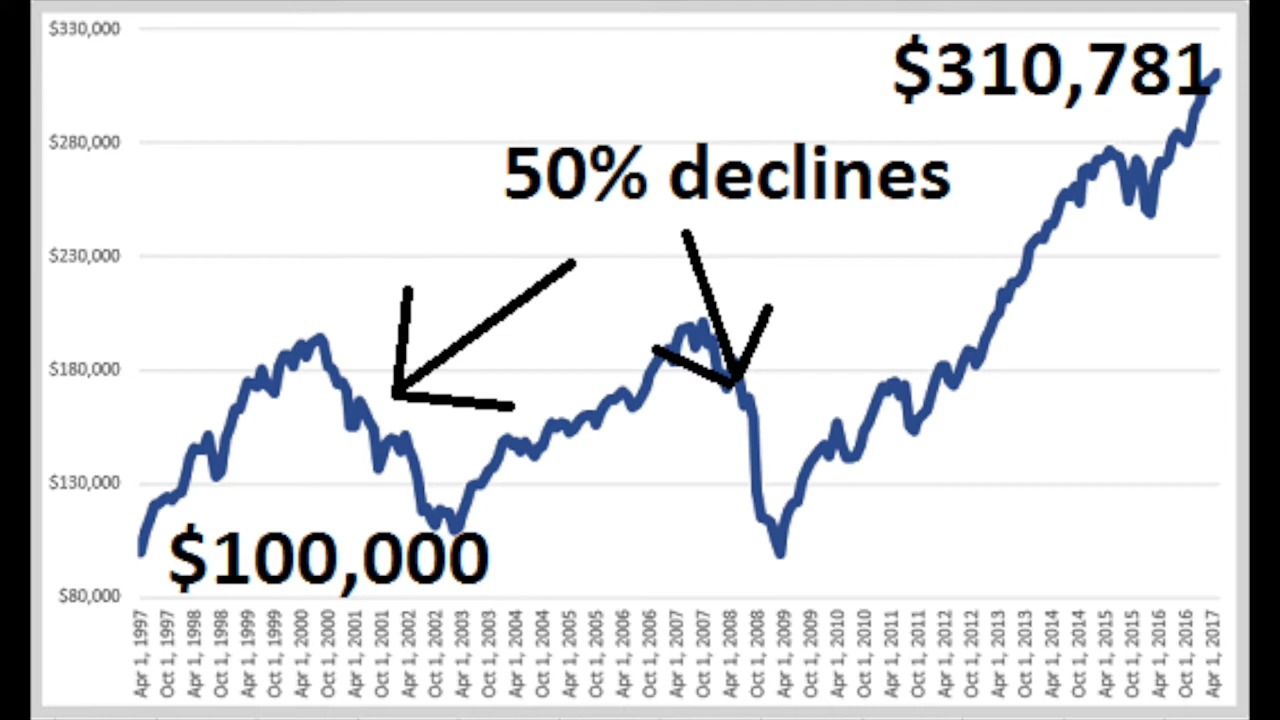 $330,000
$310,781
50% declines
$280,000
$230,000
$180,000
$130,000
$100,000
$80,000
Apr 1, 1997
Oct 1, 1997
Apr 1, 1998
Oct 1, 1998
Apr 1, 1999
Oct 1, 1999
Apr 1, 2000
Oct 1, 2000
Apr 1, 2001
Oct 1, 2001
Apr 1, 2002
Oct 1, 2002
Apr 1, 2003
Oct 1, 2003
Apr 1, 2004
Oct 1, 2004
Apr 1, 2005
Oct 1, 2005
Apr 1, 2006
Oct 1, 2006
Apr 1, 2007
Oct 1, 2007
Apr 1, 2008
Oct 1, 2008
Apr 1, 2009
Oct 1, 2009
Apr 1, 2010
Oct 1, 2010
Apr 1, 2011
Oct 1, 2011
Apr 1, 2012
Oct 1, 2012
Apr 1, 2013
Oct 1, 2013
Apr 1, 2014
Oct 1, 2014
Apr 1, 2015
Oct 1, 2015
Apr 1, 2016
Oct 1, 2016
Apr 1, 2017